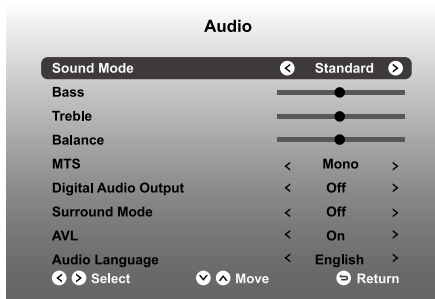 Audio
Sound Mode Standard
Bass
Treble
Balance
MTS Mono
Digital Audio Output Off
Surround Mode Off
AVL On
Audio Language English
Select Move Return